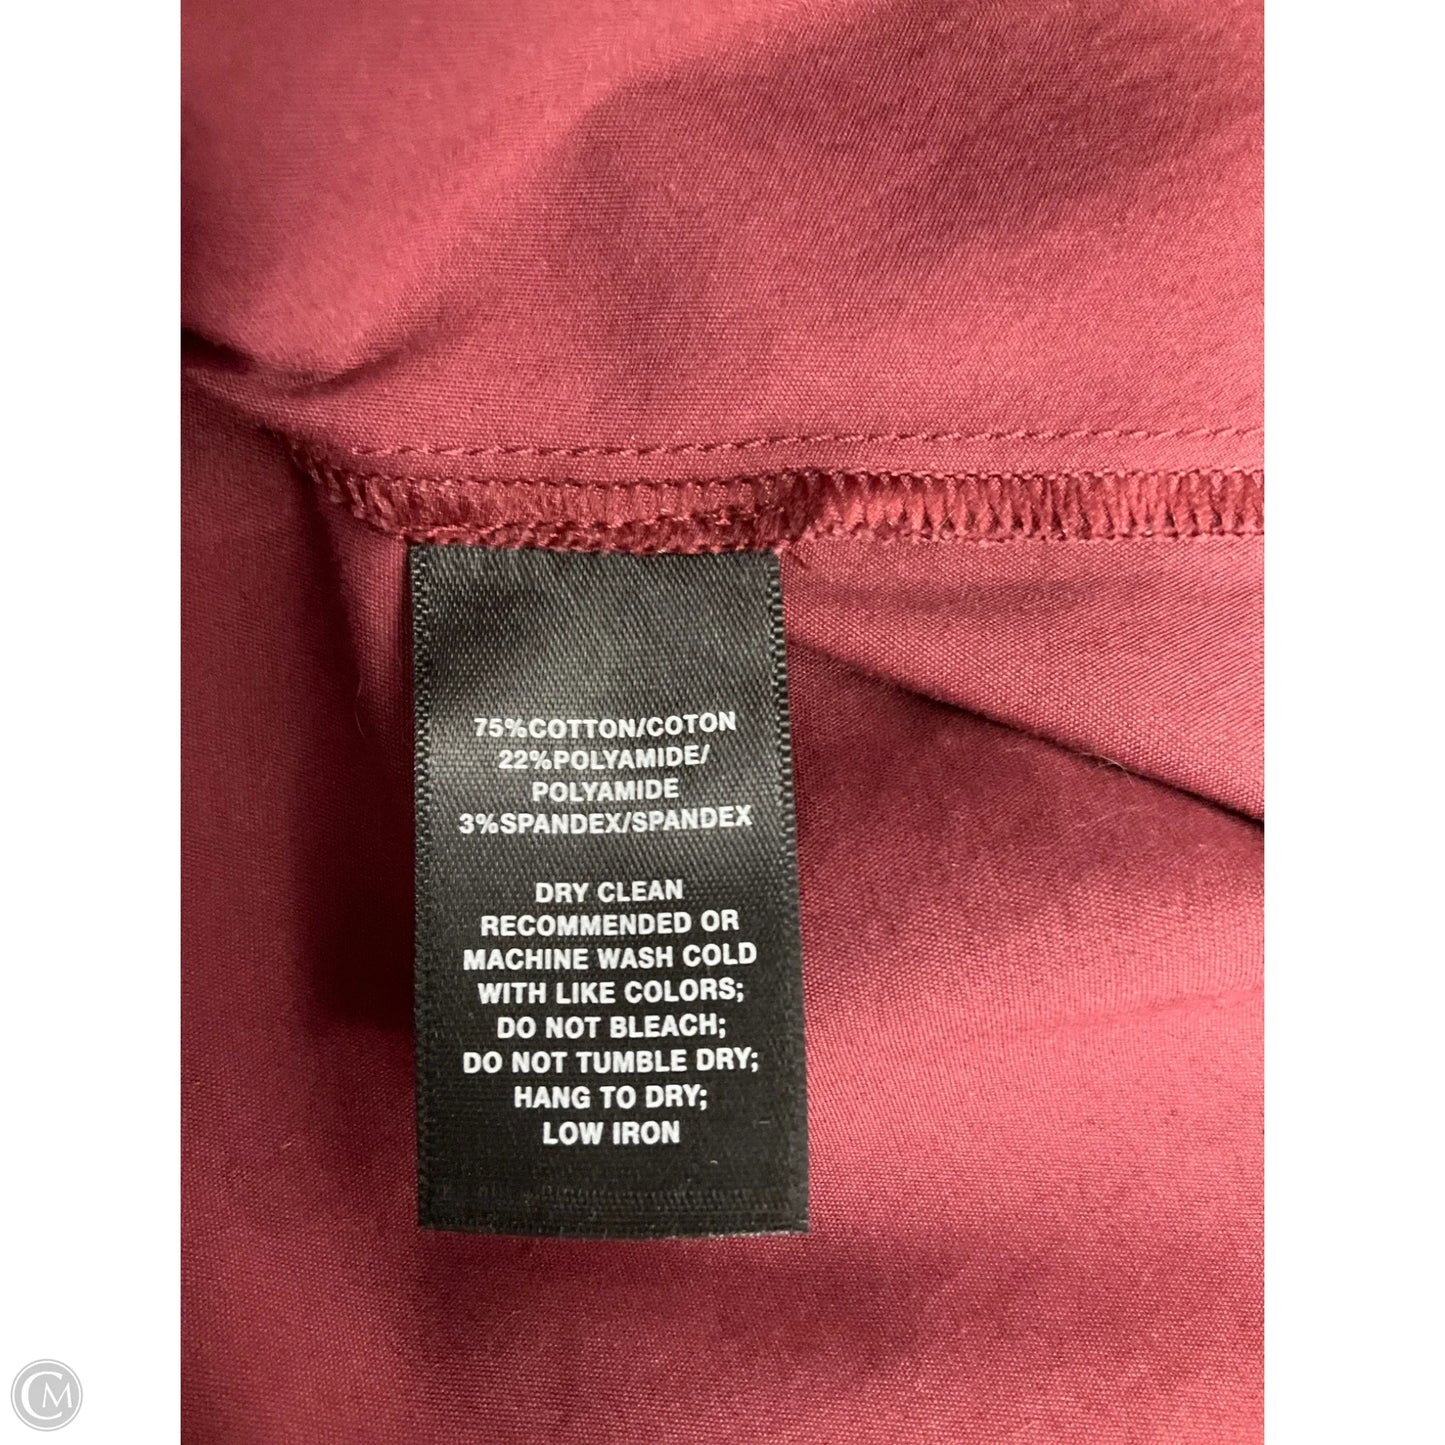 75%COTTON/COTON
22%POLYAMIDE/
POLYAMIDE
3%SPANDEX/SPANDEX
DRY CLEAN
RECOMMENDED OR
MACHINE WASH COLD
WITH LIKE COLORS;
DO NOT BLEACH;
DO NOT TUMBLE DRY;
HANG TO DRY;
LOW IRON
CM